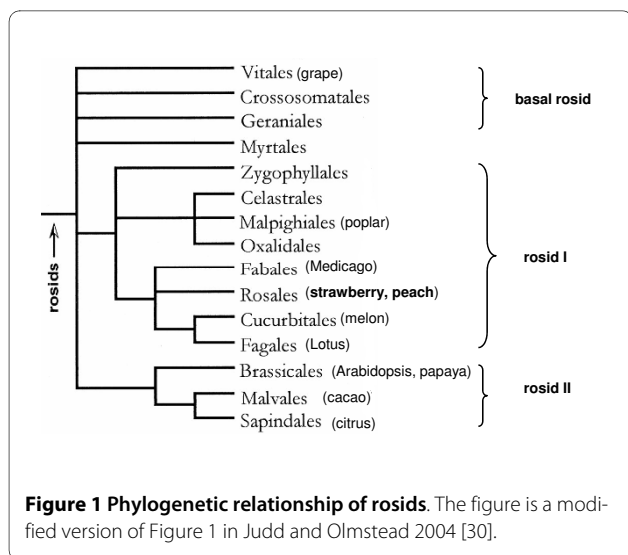 Vitales (grape)
Crossosomatales
Geraniales
basal rosid
Myrtales
Zygophyllales
Celastrales
Malpighiales (poplar)
Oxalidales
Fabales (Medicago)
Rosales (strawberry, peach)
Cucurbitales (melon)
Fagales (Lotus)
rosid I
Brassicales (Arabidopsis, papaya)
Malvales (cacao)
Sapindales (citrus)
rosid II
rosids
Figure 1 Phylogenetic relationship of rosids. The figure is a modi-
fied version of Figure 1 in Judd and Olmstead 2004 [30].